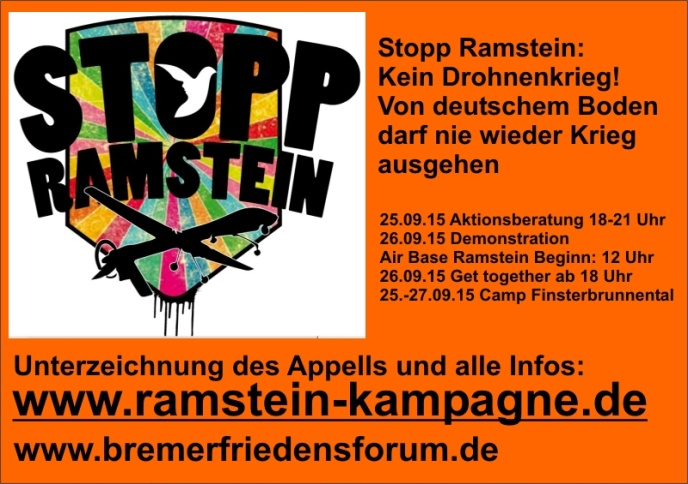 STOPP
RAMSTEIN
Stopp Ramstein:
Kein Drohnenkrieg!
Von deutschem Boden
darf nie wieder Krieg
ausgehen
25.09.15 Aktionsberatung 18-21 Uhr
26.09.15 Demonstration
Air Base Ramstein Beginn: 12 Uhr
26.09.15 Get together ab 18 Uhr
25.-27.09.15 Camp Finsterbrunnental
Unterzeichnung des Appells und alle Infos:
www.ramstein-kampagne.de
www.bremerfriedensforum.de